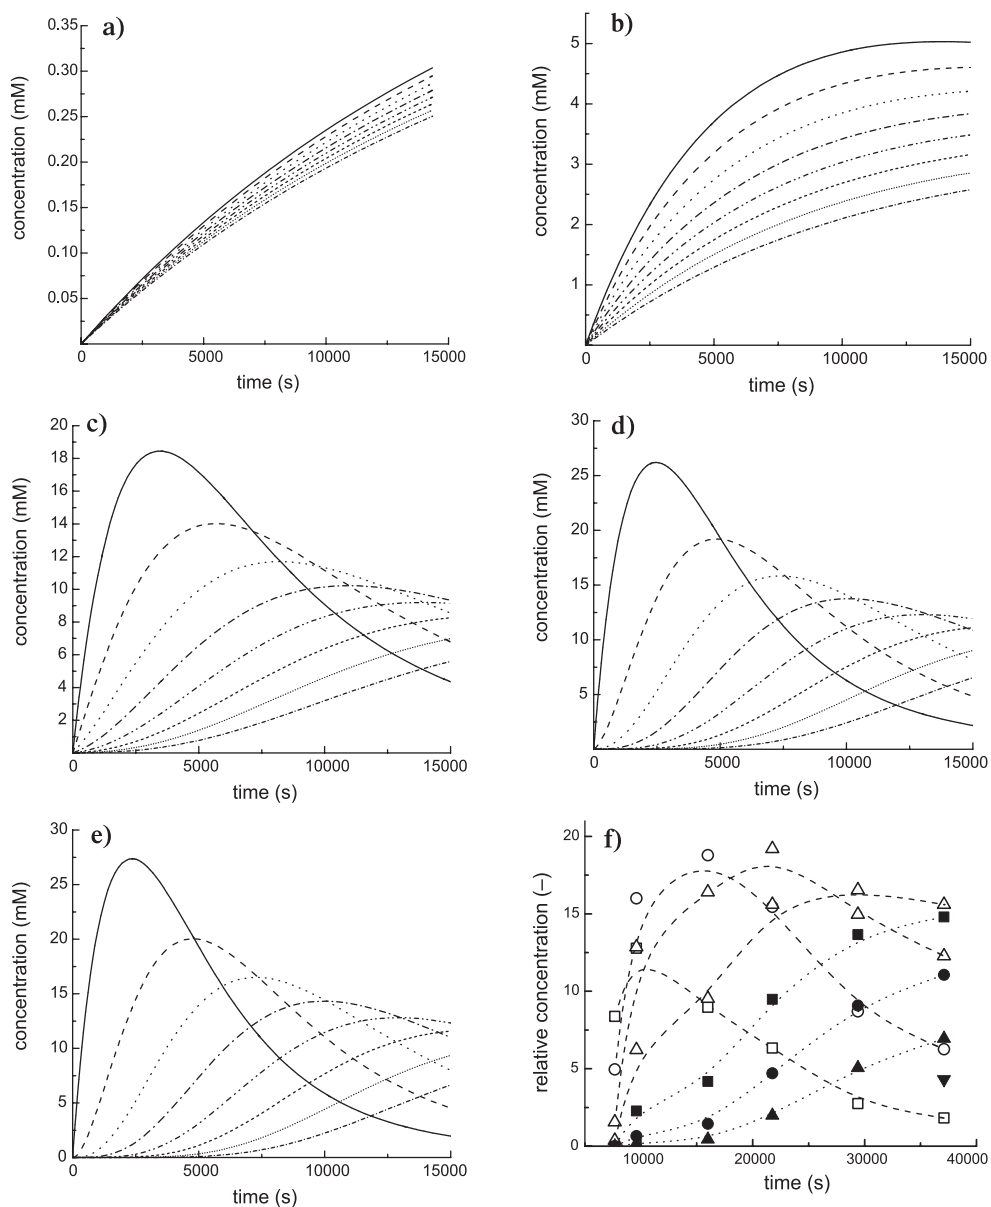 a)
concentration (mM)
0.35
0.30
0.25
0.20
0.15
0.10
0.05
0 5000 10000 15000
time (s)
b)
concentration (mM)
5
4
3
2
1
0 5000 10000 15000
time (s)
c)
concentration (mM)
20
18
16
14
12
10
8
6
4
2
0 5000 10000 15000
time (s)
d)
concentration (mM)
30
25
20
15
10
5
0 5000 10000 15000
time (s)
e)
concentration (mM)
30
25
20
15
10
5
0
0 5000 10000 15000
time (s)
f)
relative concentration (–)
20
15
10
5
0
10000 20000 30000 40000
time (s)